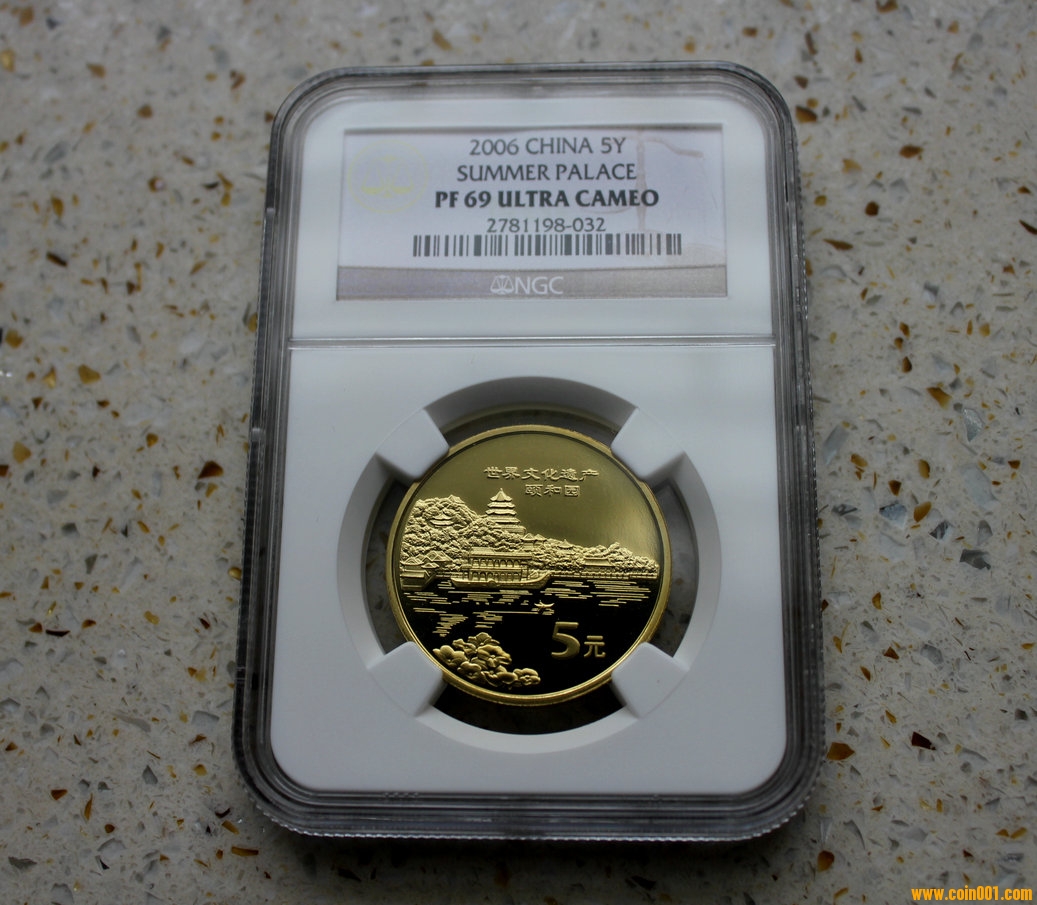 2006 CHINA 5Y
SUMMER PALACE
PF 69 ULTRA CAMEO
2781198-032
NGC
世界文化遗产
颐和园
5元
www.coin001.com